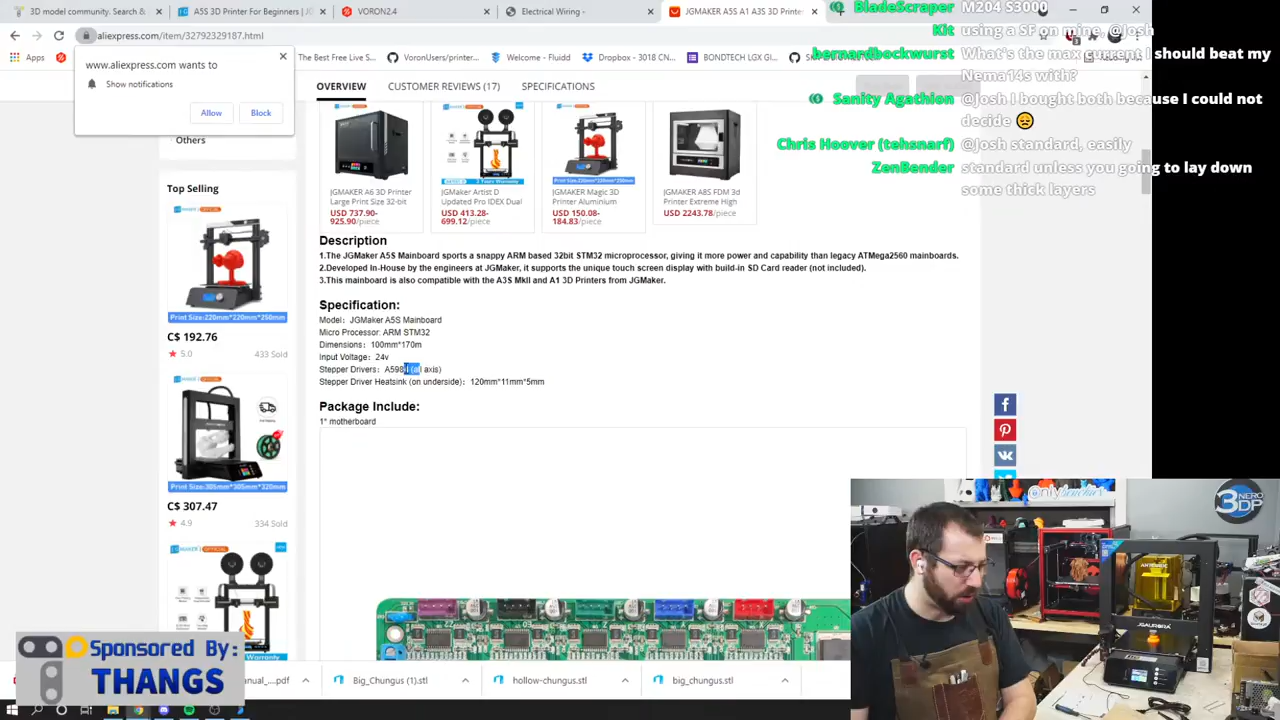 3D model community. Search &
A5S 3D Printer For Beginners | J
VORON2.4
Electrical Wiring -
JGMAKER A5S A1 A3S 3D Printe
aliexpress.com/item/32792329187.html
Apps
The Best Free Live S...
VoronUsers/printer...
Welcome - Fluidd
Dropbox - 3018 CN...
BONDTECH LGX Gl...
www.aliexpress.com wants to
Show notifications
Allow
Block
OVERVIEW
CUSTOMER REVIEWS (17)
SPECIFICATIONS
BladeScraper M204 S3000
Kit using a SP on mine, @Josh
bernardbockwurst What's the max current I should beat my
Nema14s with?
Sanity Agathion @Josh I bought both because I could not
decide 😔
Chris Hoover (tehsnarf) @Josh standard, easily
ZenBender standard unless you going to lay down
some thick layers
Others
Top Selling
JGMAKER A6 3D Printer
Large Print Size 32-bit
USD 737.90-
925.90/piece
JGMaker Artist D
Updated Pro IDEX Dual
USD 413.28-
699.12/piece
JGMAKER Magic 3D
Printer Aluminium
USD 150.08-
184.83/piece
JGMAKER A8S FDM 3d
Printer Extreme High
USD 2243.78/piece
Description
1.The JGMaker A5S Mainboard sports a snappy ARM based 32bit STM32 microprocessor, giving it more power and capability than legacy ATMega2560 mainboards.
2.Developed In-House by the engineers at JGMaker, it supports the unique touch screen display with build-in SD Card reader (not included).
3.This mainboard is also compatible with the A3S MkII and A1 3D Printers from JGMaker.
Specification:
Model: JGMaker A5S Mainboard
Micro Processor: ARM STM32
Dimensions: 100mm*170m
Input Voltage: 24v
Stepper Drivers: (all axis)
Stepper Driver Heatsink (on underside): 120mm*11mm*5mm
Package Include:
1* motherboard
Print Size:220mm*220mm*250mm
C$ 192.76
5.0
433 Sold
Print Size:305mm*305mm*320mm
C$ 307.47
4.9
334 Sold
Sponsored By:
THANGS
anual_....pdf
Big_Chungus (1).stl
hollow-chungus.stl
big_chungus.stl
NERO
3DP
JGAURORA